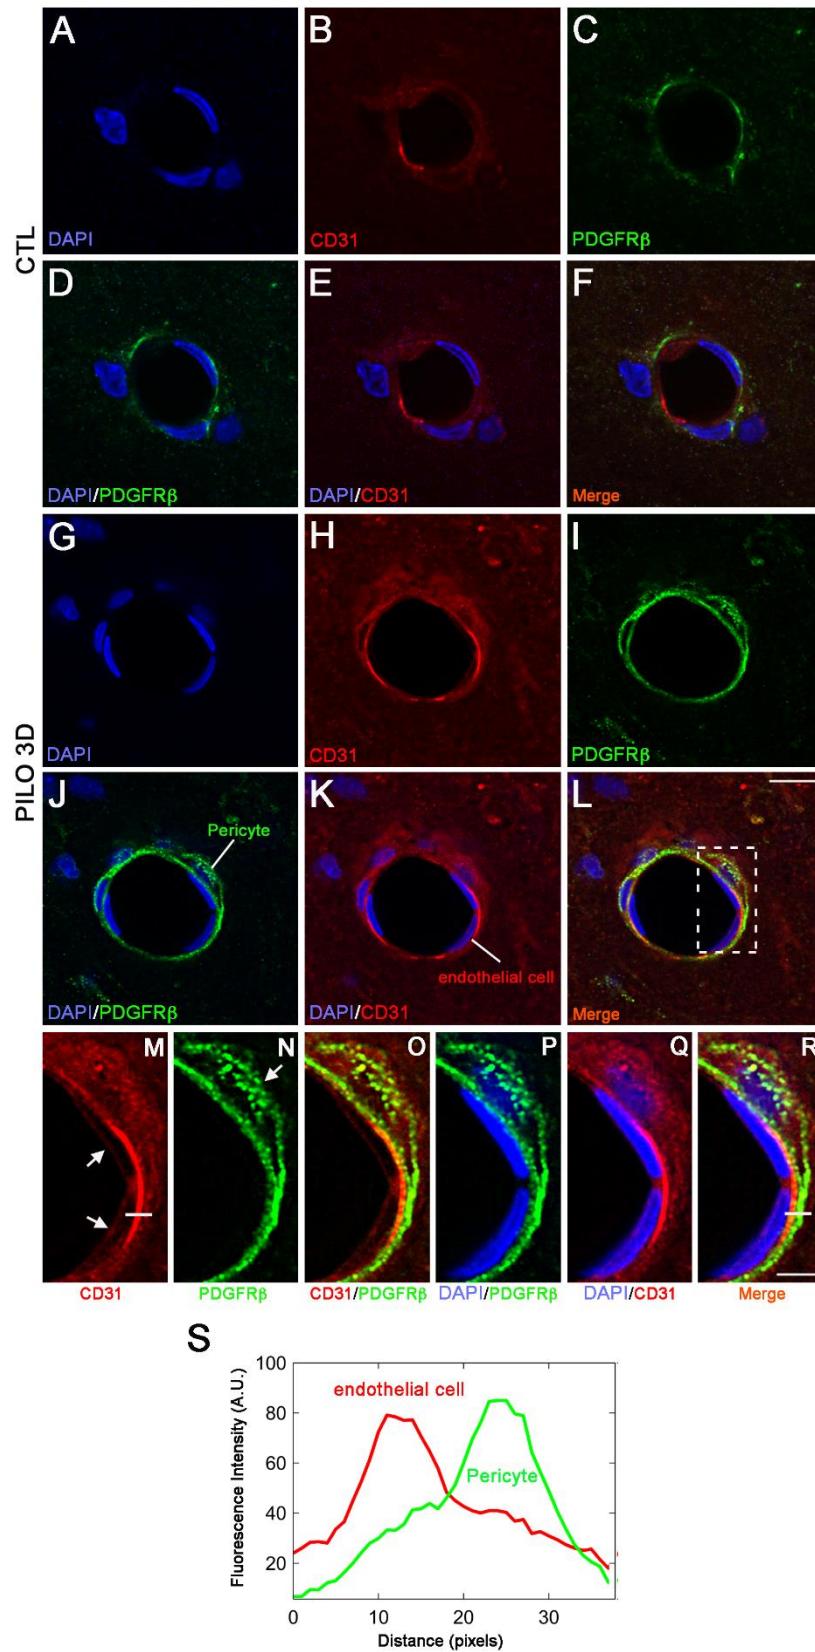 A
B
C
DAPI
CD31
PDGFRβ
CTL
D
E
F
DAPI/PDGFRβ
DAPI/CD31
Merge
G
H
I
DAPI
CD31
PDGFRβ
PILO 3D
J
K
L
Pericyte
endothelial cell
DAPI/PDGFRβ
DAPI/CD31
Merge
M
N
O
P
Q
R
CD31
PDGFRβ
CD31/PDGFRβ
DAPI/PDGFRβ
DAPI/CD31
Merge
S
Fluorescence Intensity (A.U.)
100
80
60
40
20
endothelial cell
Pericyte
0
10
20
30
Distance (pixels)